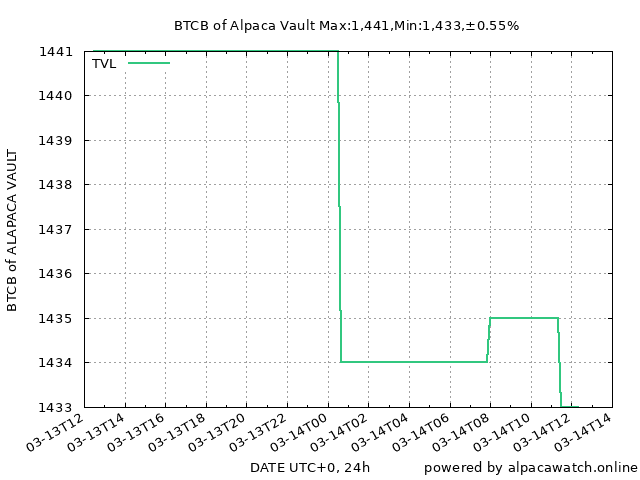 BTCB of Alpaca Vault Max:1,441,Min:1,433,±0.55%
TVL
1441
1440
1439
1438
1437
1436
1435
1434
1433
BTCB of ALAPACA VAULT
03-13T12
03-13T14
03-13T16
03-13T18
03-13T20
03-13T22
03-14T00
03-14T02
03-14T04
03-14T06
03-14T08
03-14T10
03-14T12
03-14T14
DATE UTC+0, 24h
powered by alpacawatch.online